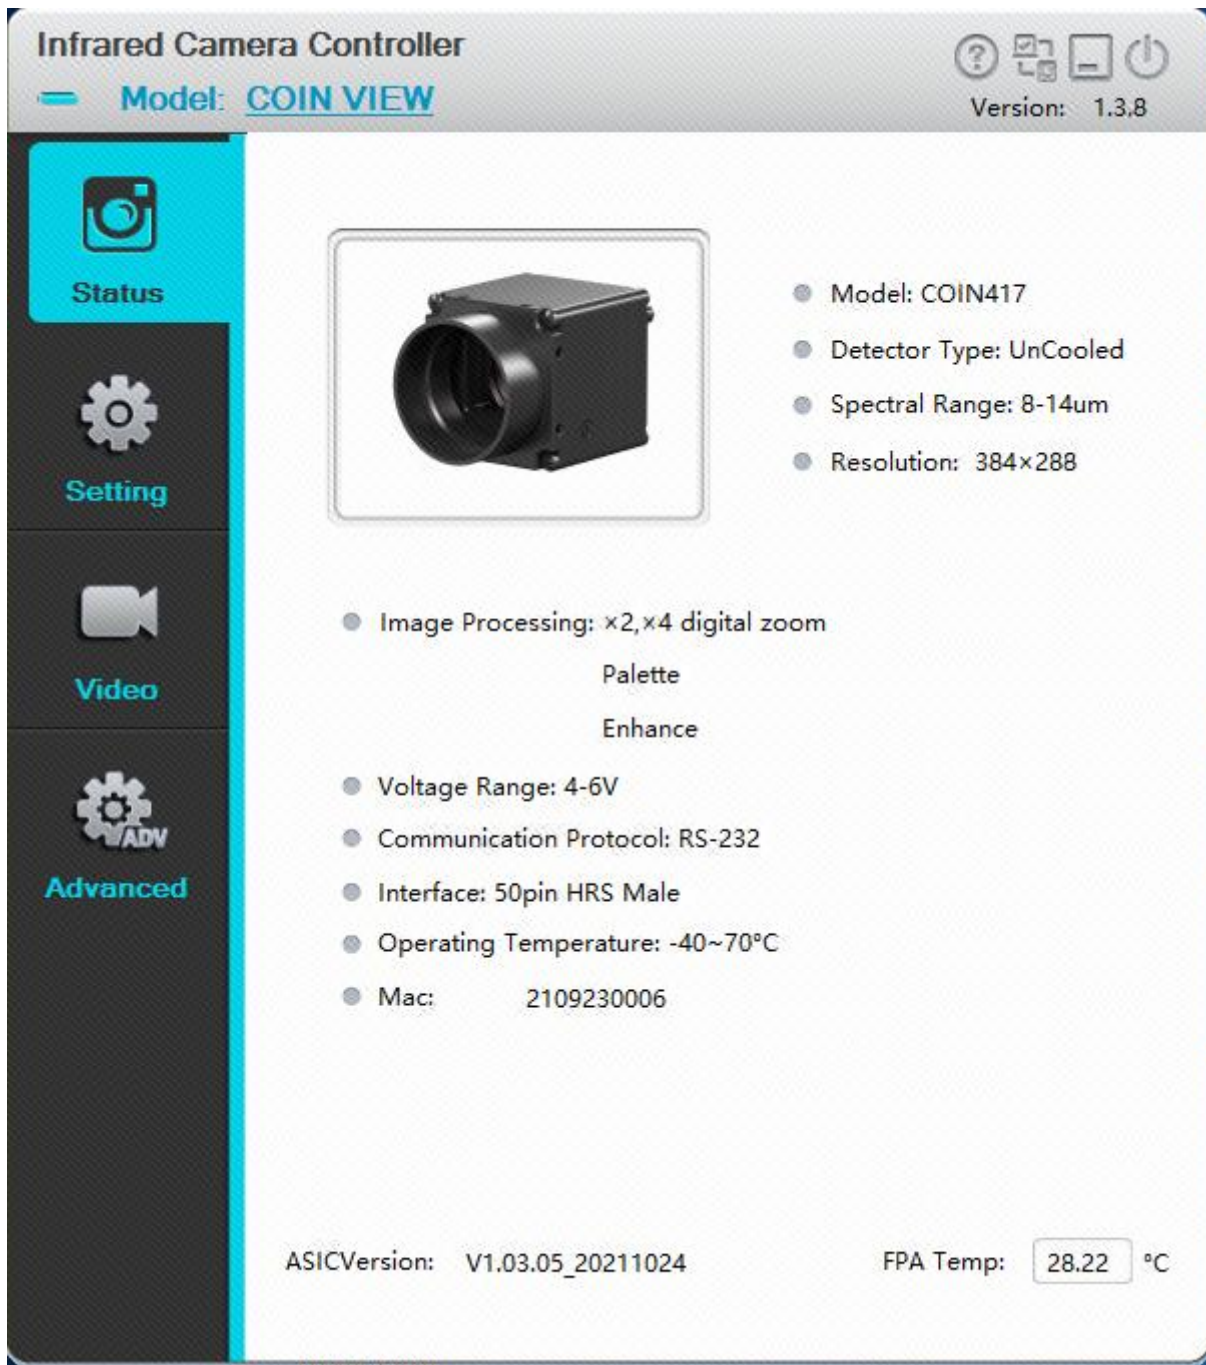 Infrared Camera Controller
Model: COIN VIEW
Version: 1.3.8
Status
Setting
Video
ADV
Advanced
Model: COIN417
Detector Type: UnCooled
Spectral Range: 8-14um
Resolution: 384×288
Image Processing: ×2,×4 digital zoom
Palette
Enhance
Voltage Range: 4-6V
Communication Protocol: RS-232
Interface: 50pin HRS Male
Operating Temperature: -40~70°C
Mac: 2109230006
ASICVersion: V1.03.05_20211024
FPA Temp: 28.22 °C